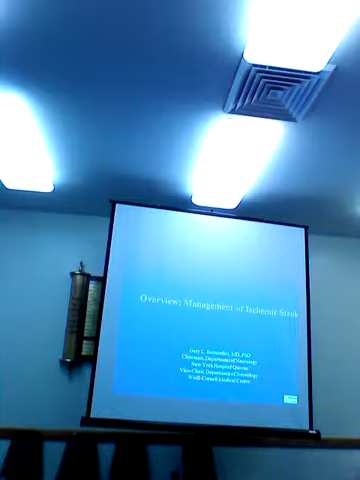 Overview: Management of Ischemic Strok
Gary L. Bernardini, MD, PhD
Chairman, Department of Neurology
New York Hospital Queens
Vice-Chair, Department of Neurology
Weill-Cornell Medical Center